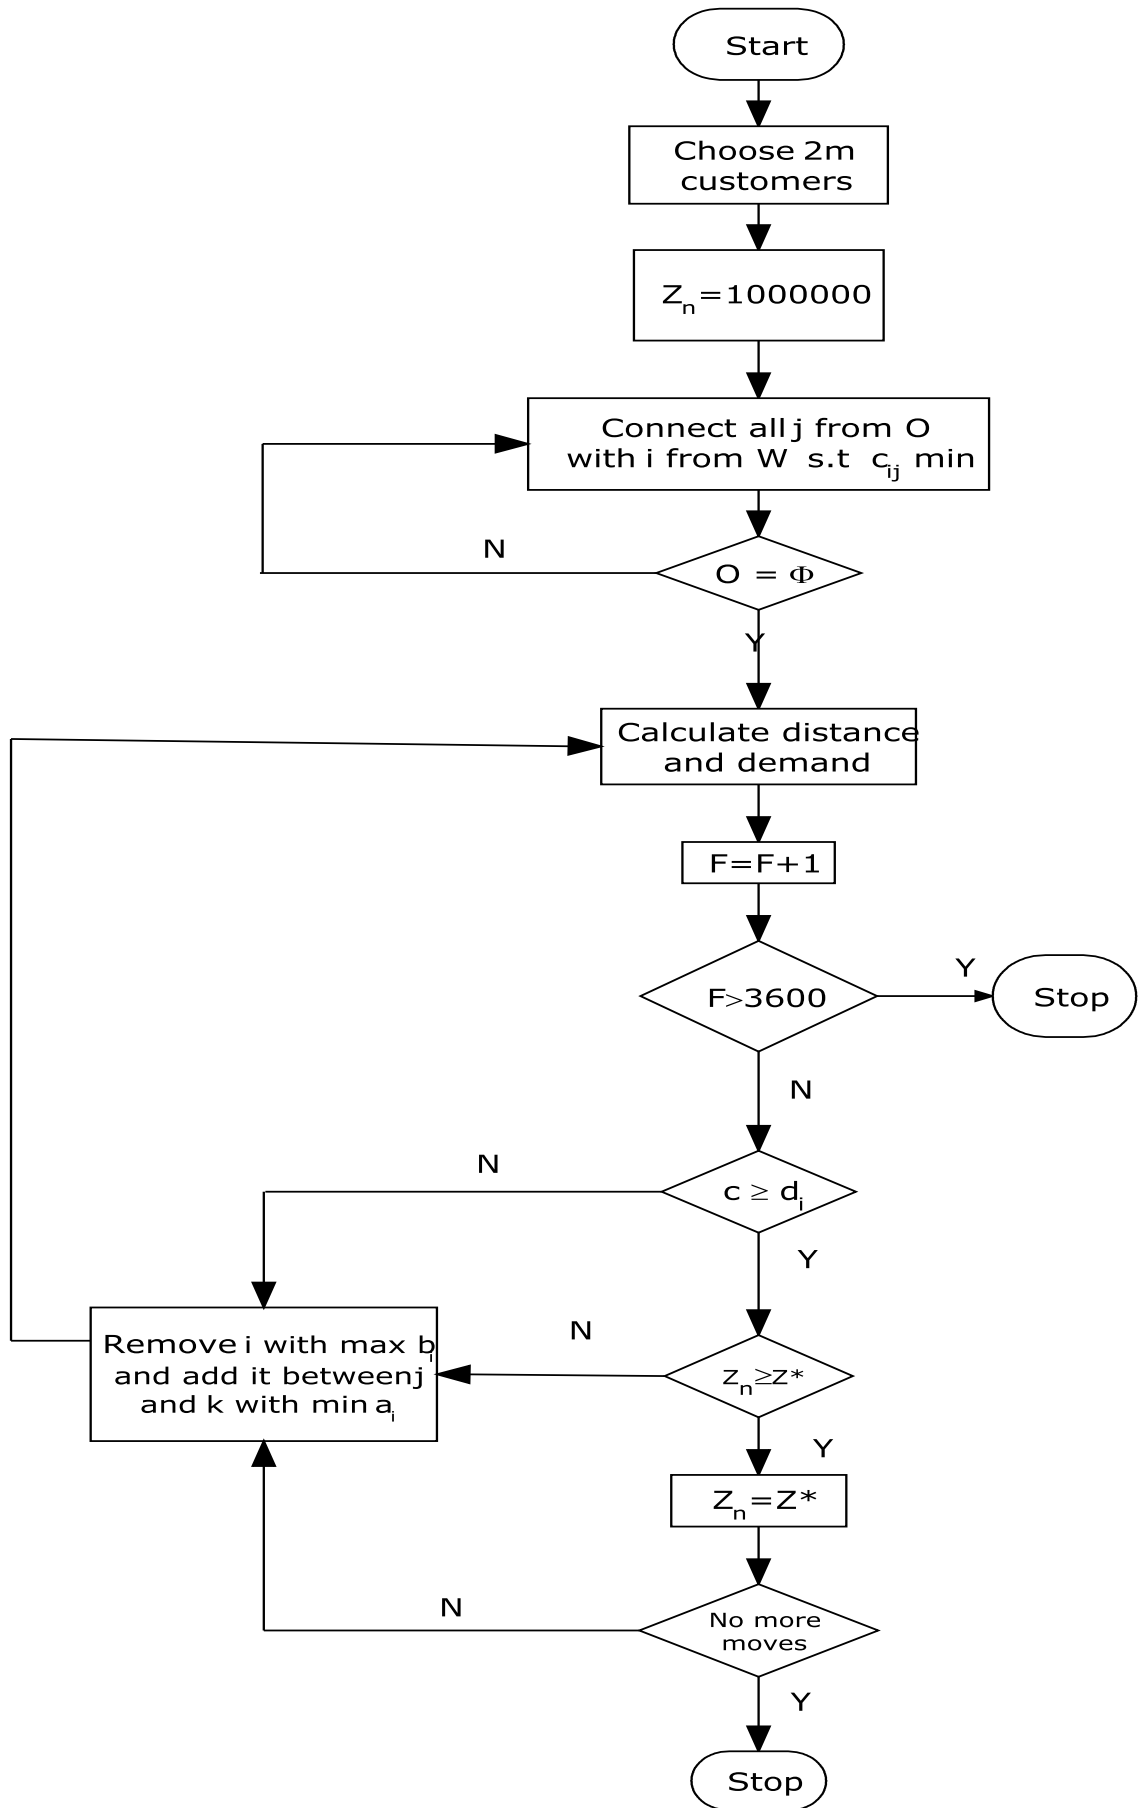 Start
Choose 2m
customers
Zn=1000000
Connect all j from O
with i from W s.t cij min
N
O = Φ
Y
Calculate distance
and demand
F=F+1
Y
F>3600
Stop
N
N
c ≥ di
Y
N
Remove i with max bi
and add it between j
and k with min ai
zn≥z*
Y
Zn=Z*
N
No more
moves
Y
Stop